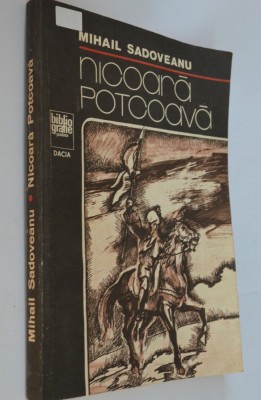 MIHAIL SADOVEANU
nicoară
POTCOAVĂ
biblio
grafie
DACIA
Mihail Sadoveanu • Nicoară Potcoavă